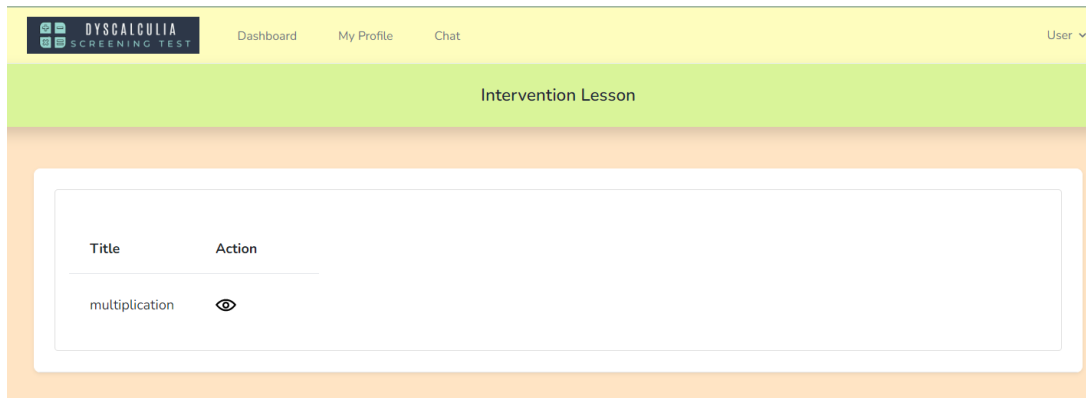 DYSCALCULIA
SCREENING TEST
Dashboard My Profile Chat User
Intervention Lesson
Title Action
multiplication